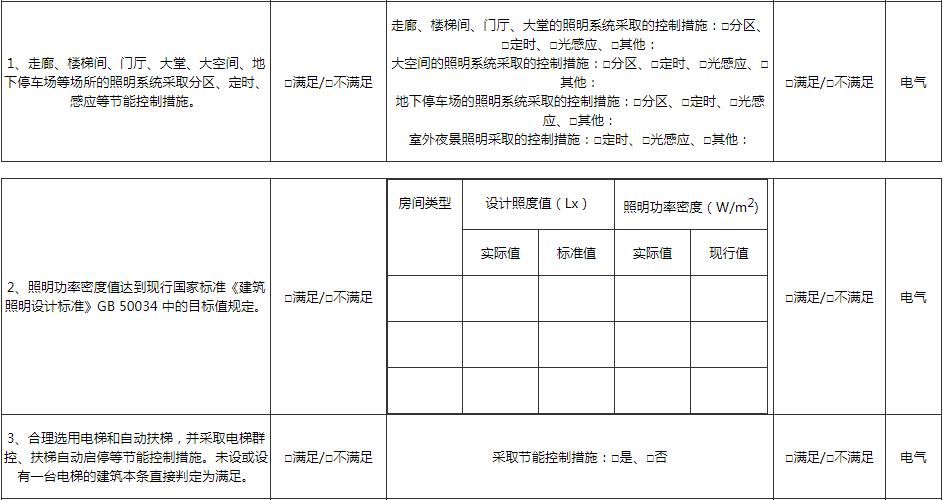 1、走廊、楼梯间、门厅、大堂、大空间、地
下停车场等场所的照明系统采取分区、定时、
感应等节能控制措施。
□满足/□不满足
走廊、楼梯间、门厅、大堂的照明系统采取的控制措施：□分区、
□定时、□光感应、□其他：
大空间的照明系统采取的控制措施：□分区、□定时、□光感应、□
其他：
地下停车场的照明系统采取的控制措施：□分区、□定时、□光感
应、□其他：
室外夜景照明采取的控制措施：□定时、□光感应、□其他：
□满足/□不满足
电气
2、照明功率密度值达到现行国家标准《建筑
照明设计标准》GB 50034 中的目标值规定。
□满足/□不满足
房间类型
设计照度值（Lx）
照明功率密度（W/m²)
实际值
标准值
实际值
现行值
□满足/□不满足
电气
3、合理选用电梯和自动扶梯，并采取电梯群
控、扶梯自动启停等节能控制措施。未设或设
有一台电梯的建筑本条直接判定为满足。
□满足/□不满足
采取节能控制措施：□是、□否
□满足/□不满足
电气